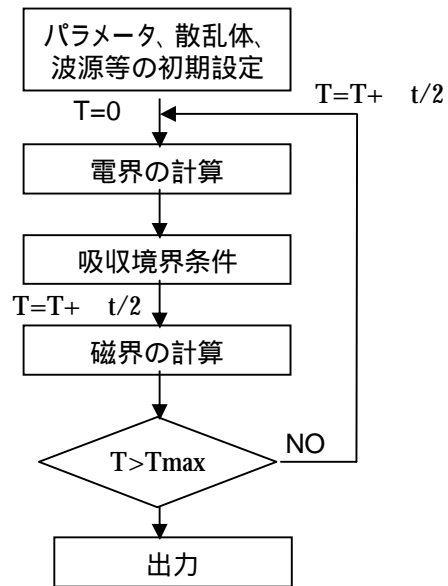 パラメータ、散乱体、
波源等の初期設定
T=0
T=T+ t/2
電界の計算
吸収境界条件
T=T+ t/2
磁界の計算
T>Tmax
NO
出力